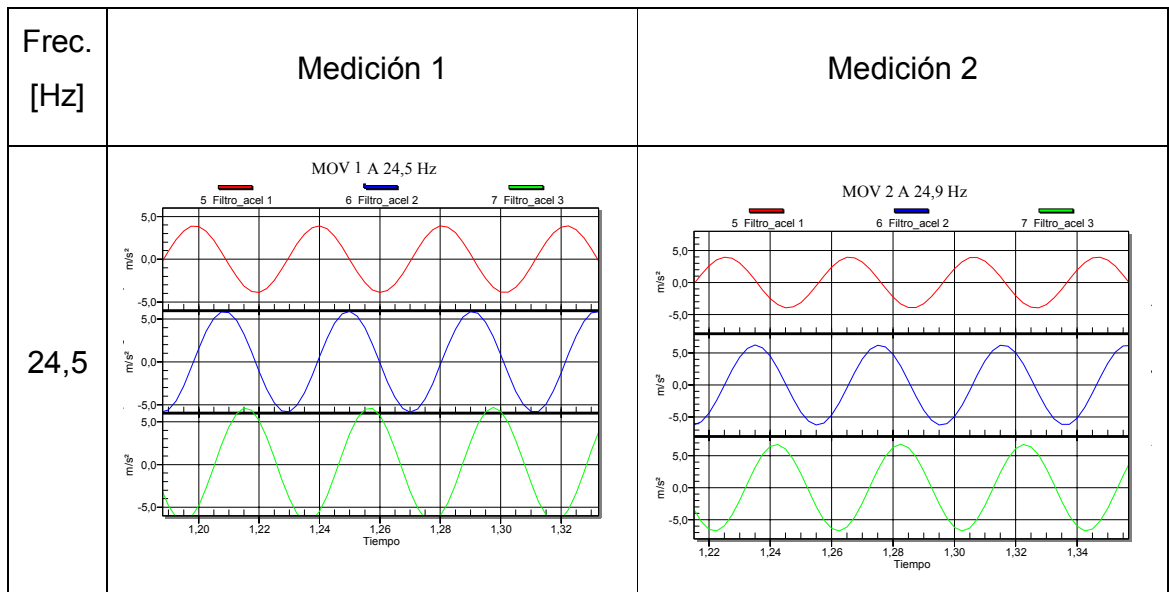 Frec.
[Hz]
Medición 1
Medición 2
24,5
MOV 1 A 24,5 Hz
5 Filtro_acel 1 6 Filtro_acel 2 7 Filtro_acel 3
5,0
0,0
-5,0
m/s²
5,0
0,0
-5,0
m/s²
5,0
0,0
-5,0
m/s²
1,20 1,22 1,24 1,26 1,28 1,30 1,32
Tiempo
MOV 2 A 24,9 Hz
5 Filtro_acel 1 6 Filtro_acel 2 7 Filtro_acel 3
5,0
0,0
-5,0
m/s²
5,0
0,0
-5,0
m/s²
5,0
0,0
-5,0
m/s²
1,22 1,24 1,26 1,28 1,30 1,32 1,34
Tiempo